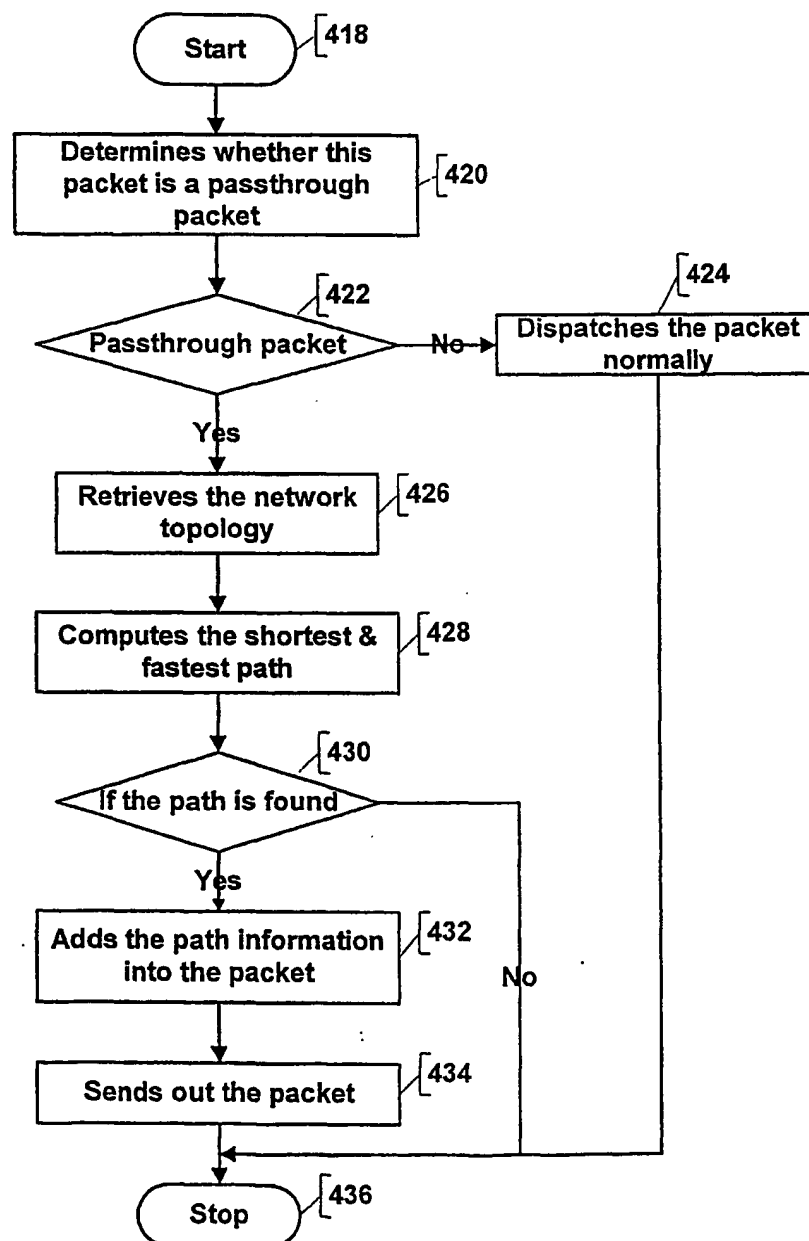 Start
418
Determines whether this
packet is a passthrough
packet
420
422
Passthrough packet
No
424
Dispatches the packet
normally
Yes
Retrieves the network
topology
426
Computes the shortest &
fastest path
428
430
If the path is found
Yes
Adds the path information
into the packet
432
No
Sends out the packet
434
Stop
436